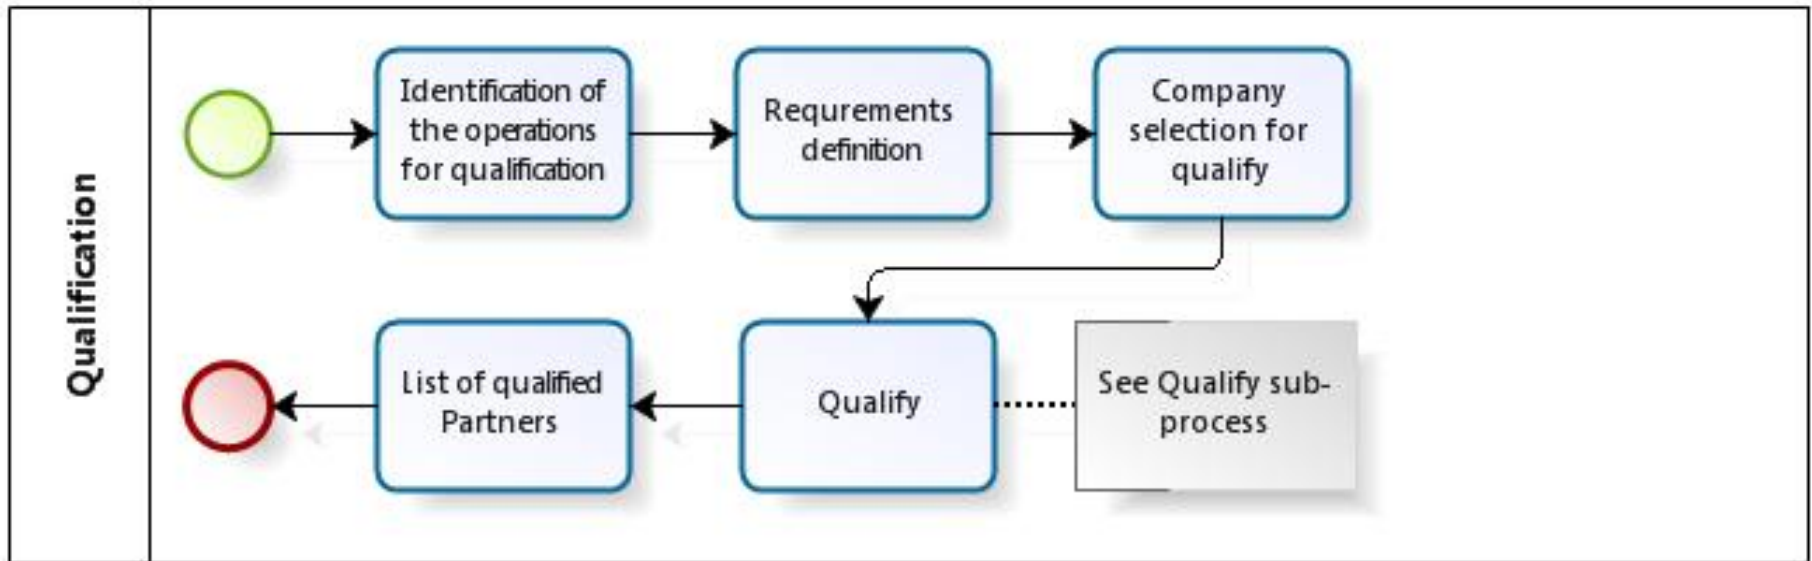 Qualification
Identification of
the operations
for qualification
Requrements
definition
Company
selection for
qualify
List of qualified
Partners
Qualify
See Qualify sub-
process